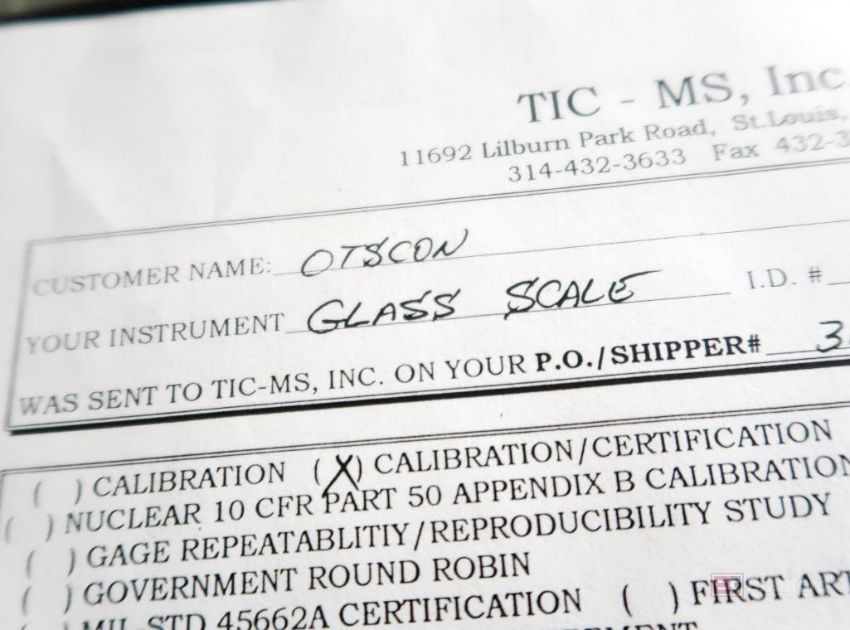 TIC - MS, Inc
11692 Lilburn Park Road, St.Louis,
314-432-3633 Fax 432-3
CUSTOMER NAME: OTSCON
YOUR INSTRUMENT GLASS SCALE I.D. #
WAS SENT TO TIC-MS, INC. ON YOUR P.O./SHIPPER# 3
( ) CALIBRATION (X) CALIBRATION/CERTIFICATION
( ) NUCLEAR 10 CFR PART 50 APPENDIX B CALIBRATION
( ) GAGE REPEATABLITIY/REPRODUCIBILITY STUDY
( ) GOVERNMENT ROUND ROBIN
( ) MIL-STD 45662A CERTIFICATION ( ) FIRST ART